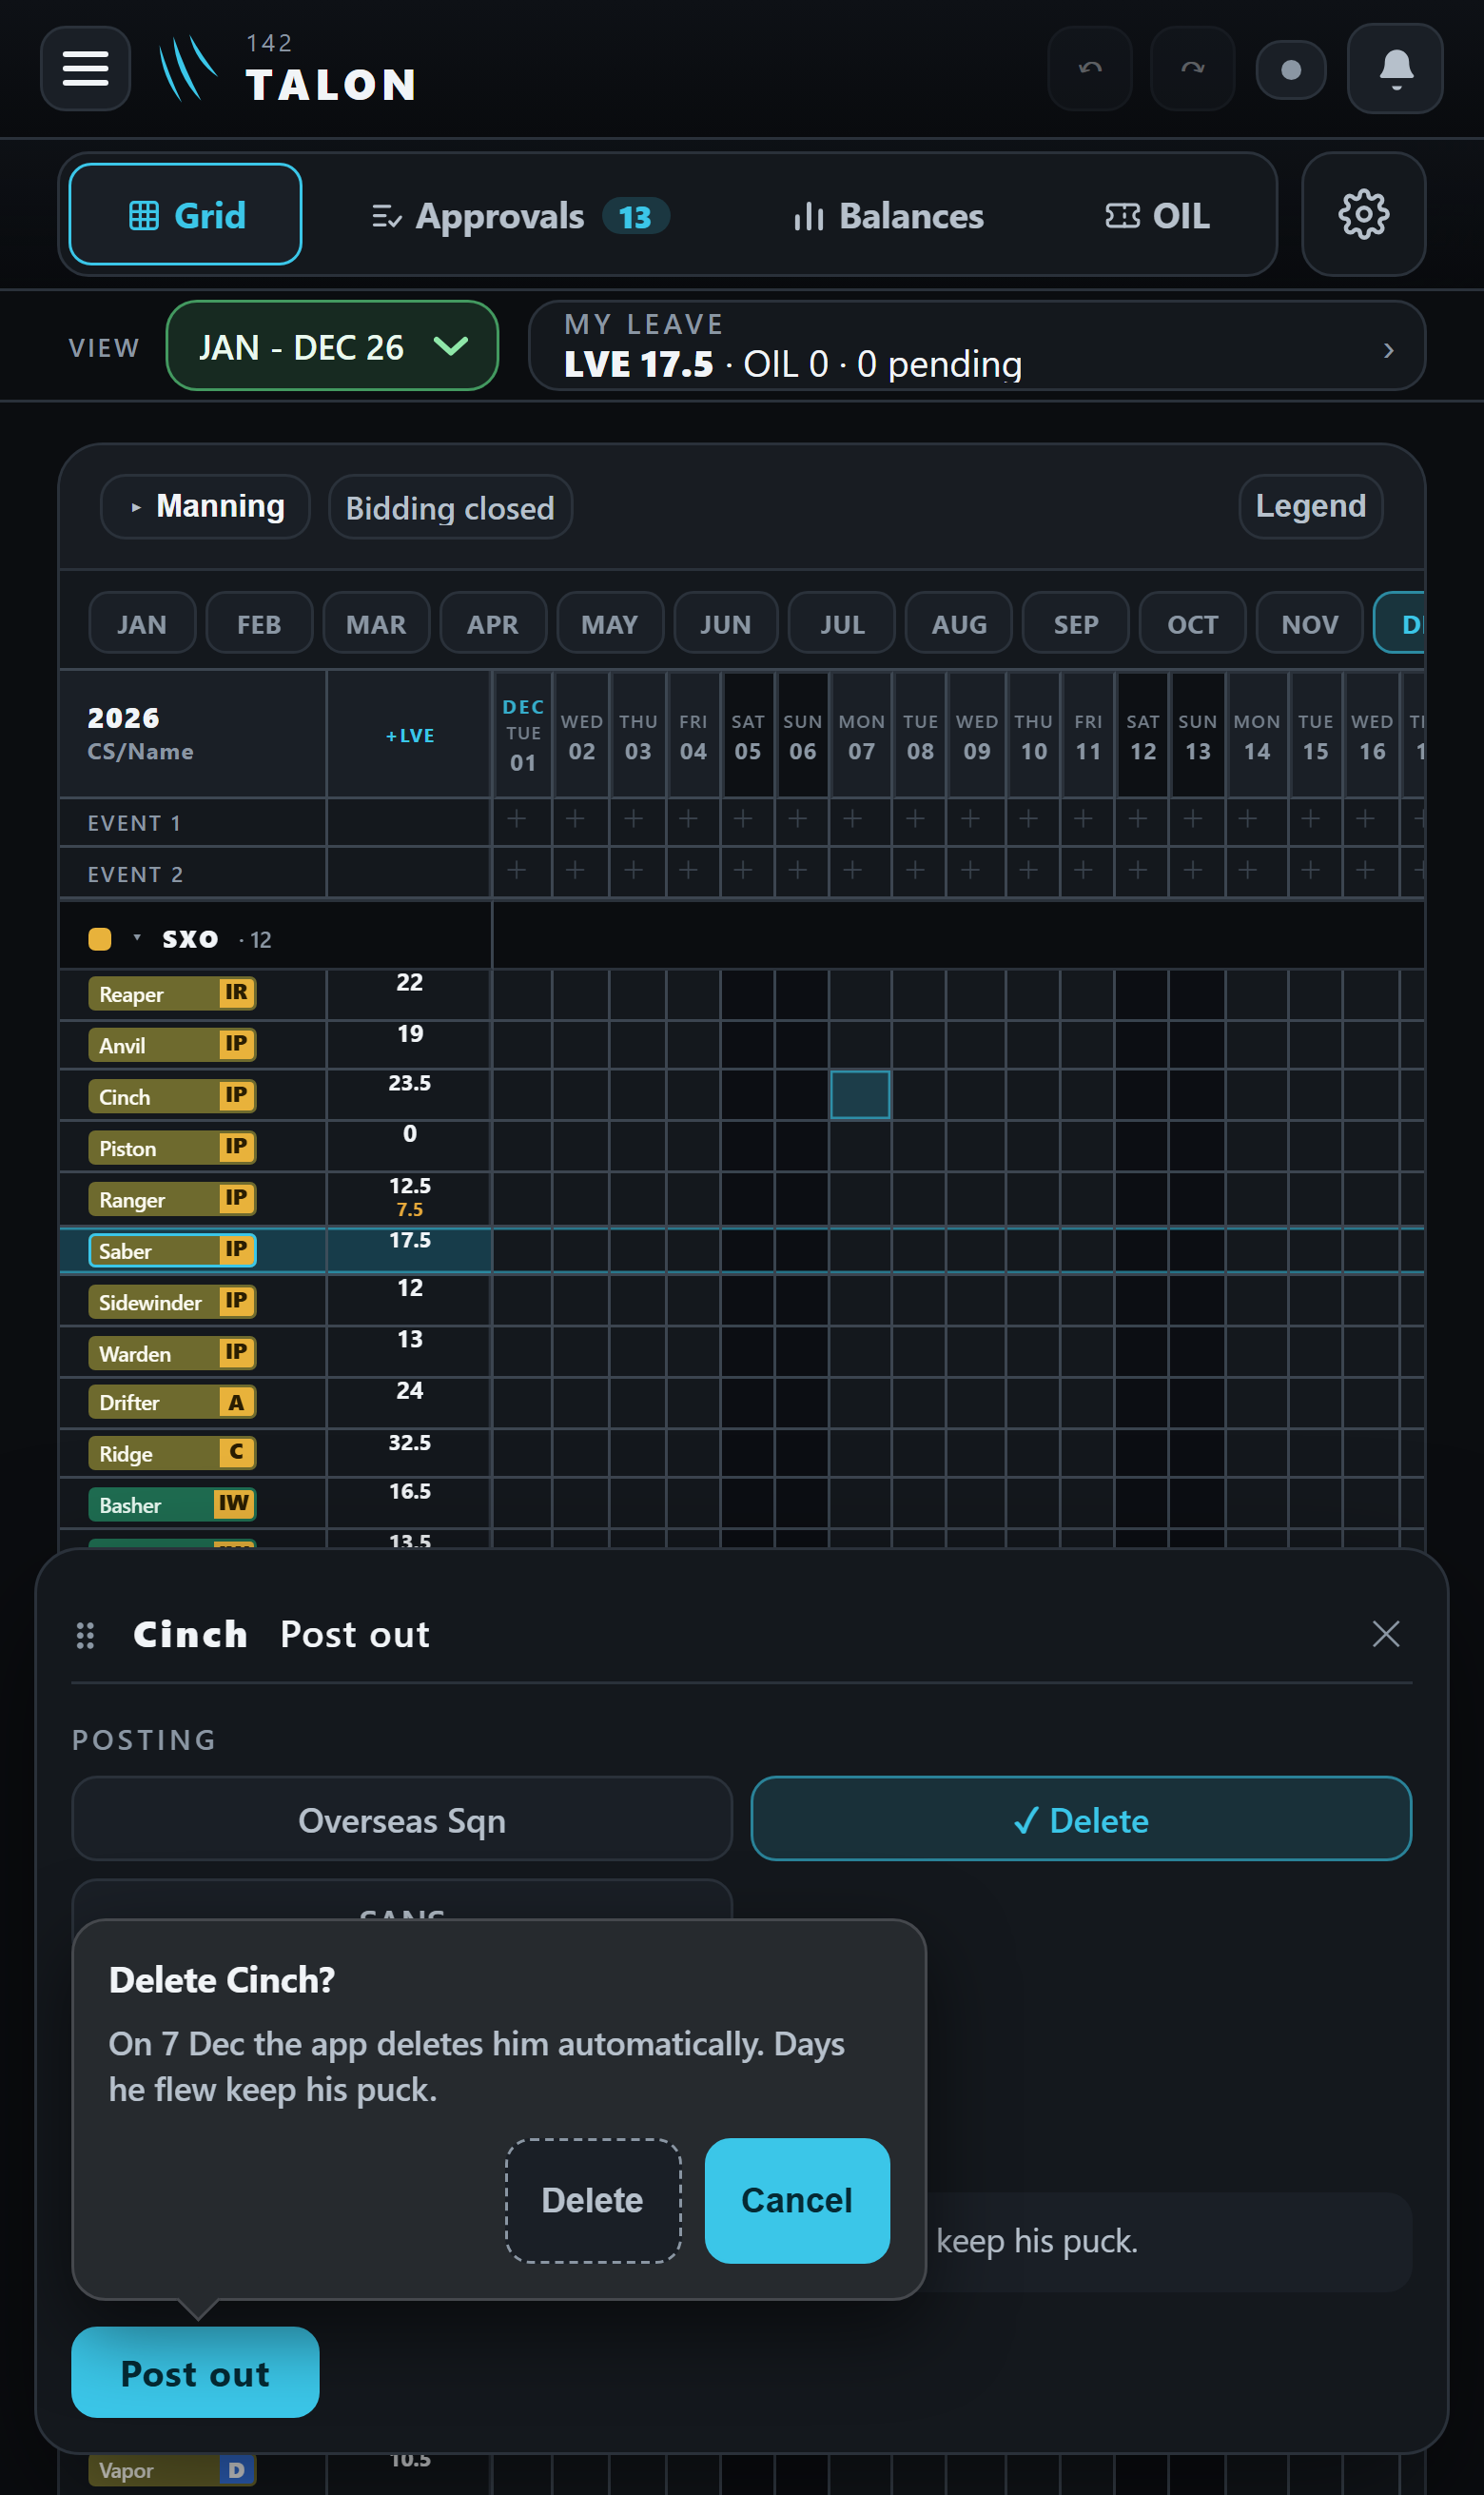 142
TALON
Grid
Approvals 13
Balances
OIL
VIEW
JAN - DEC 26
MY LEAVE
LVE 17.5 · OIL 0 · 0 pending
Manning
Bidding closed
Legend
JAN FEB MAR APR MAY JUN JUL AUG SEP OCT NOV
2026
CS/Name
+LVE
DEC
TUE WED THU FRI SAT SUN MON TUE WED THU FRI SAT SUN MON TUE WED
01 02 03 04 05 06 07 08 09 10 11 12 13 14 15 16
EVENT 1
EVENT 2
SXO · 12
Reaper IR 22
Anvil IP 19
Cinch IP 23.5
Piston IP 0
Ranger IP 12.5
7.5
Saber IP 17.5
Sidewinder IP 12
Warden IP 13
Drifter A 24
Ridge C 32.5
Basher IW 16.5
13.5
Cinch Post out
POSTING
Overseas Sqn
✓ Delete
SANS
Delete Cinch?
On 7 Dec the app deletes him automatically. Days
he flew keep his puck.
Delete
Cancel
keep his puck.
Post out
Vapor D 10.5